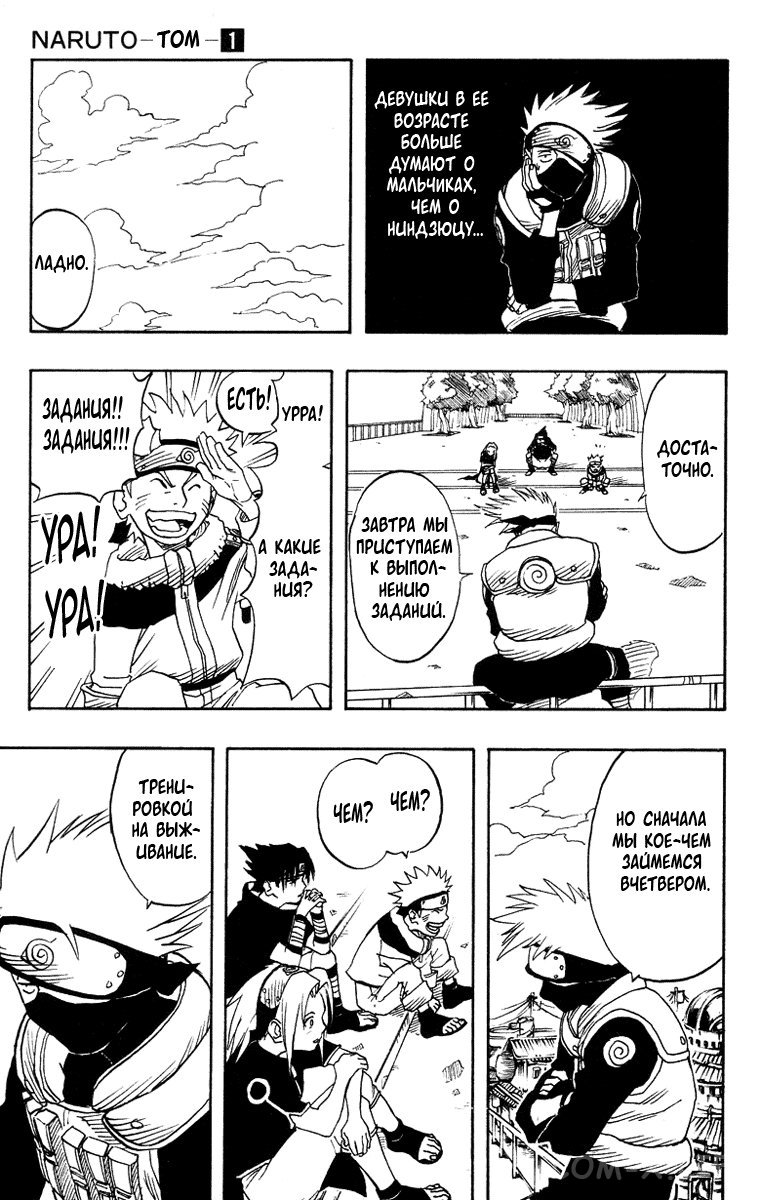 NARUTO-ТОМ-1
ДЕВУШКИ В ЕЕ
ВОЗРАСТЕ
БОЛЬШЕ
ДУМАЮТ О
МАЛЬЧИКАХ,
ЧЕМ О
НИНДЗЮЦУ...
ЛАДНО.
ДОСТА-
ТОЧНО.
ЗАВТРА МЫ
ПРИСТУПАЕМ
К ВЫПОЛ-
НЕНИЮ
ЗАДАНИЙ.
ЕСТЬ!
УРРА!
ЗАДАНИЯ!!
ЗАДАНИЯ!!!
А КАКИЕ
ЗАДА-
НИЯ?
УРА!
УРА!
НО СНАЧАЛА
МЫ КОЕ-ЧЕМ
ЗАЙМЕМСЯ
ВЧЕТВЕРОМ.
ЧЕМ?
ЧЕМ?
ТРЕНИ-
РОВКОЙ
НА ВЫЖ-
ИВАНИЕ.